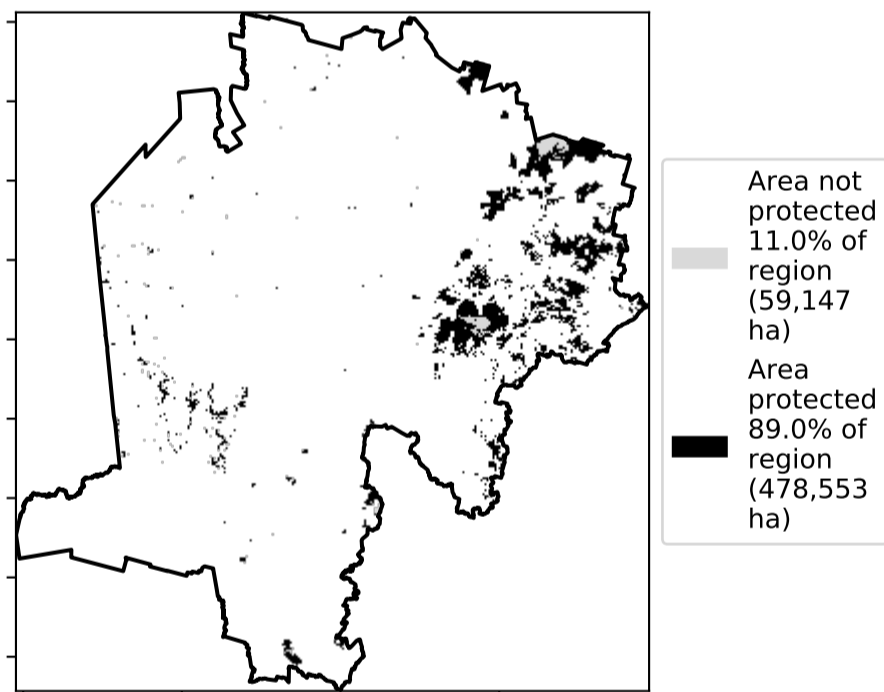 Area not
protected
11.0% of
region
(59,147
ha)
Area
protected
89.0% of
region
(478,553
ha)